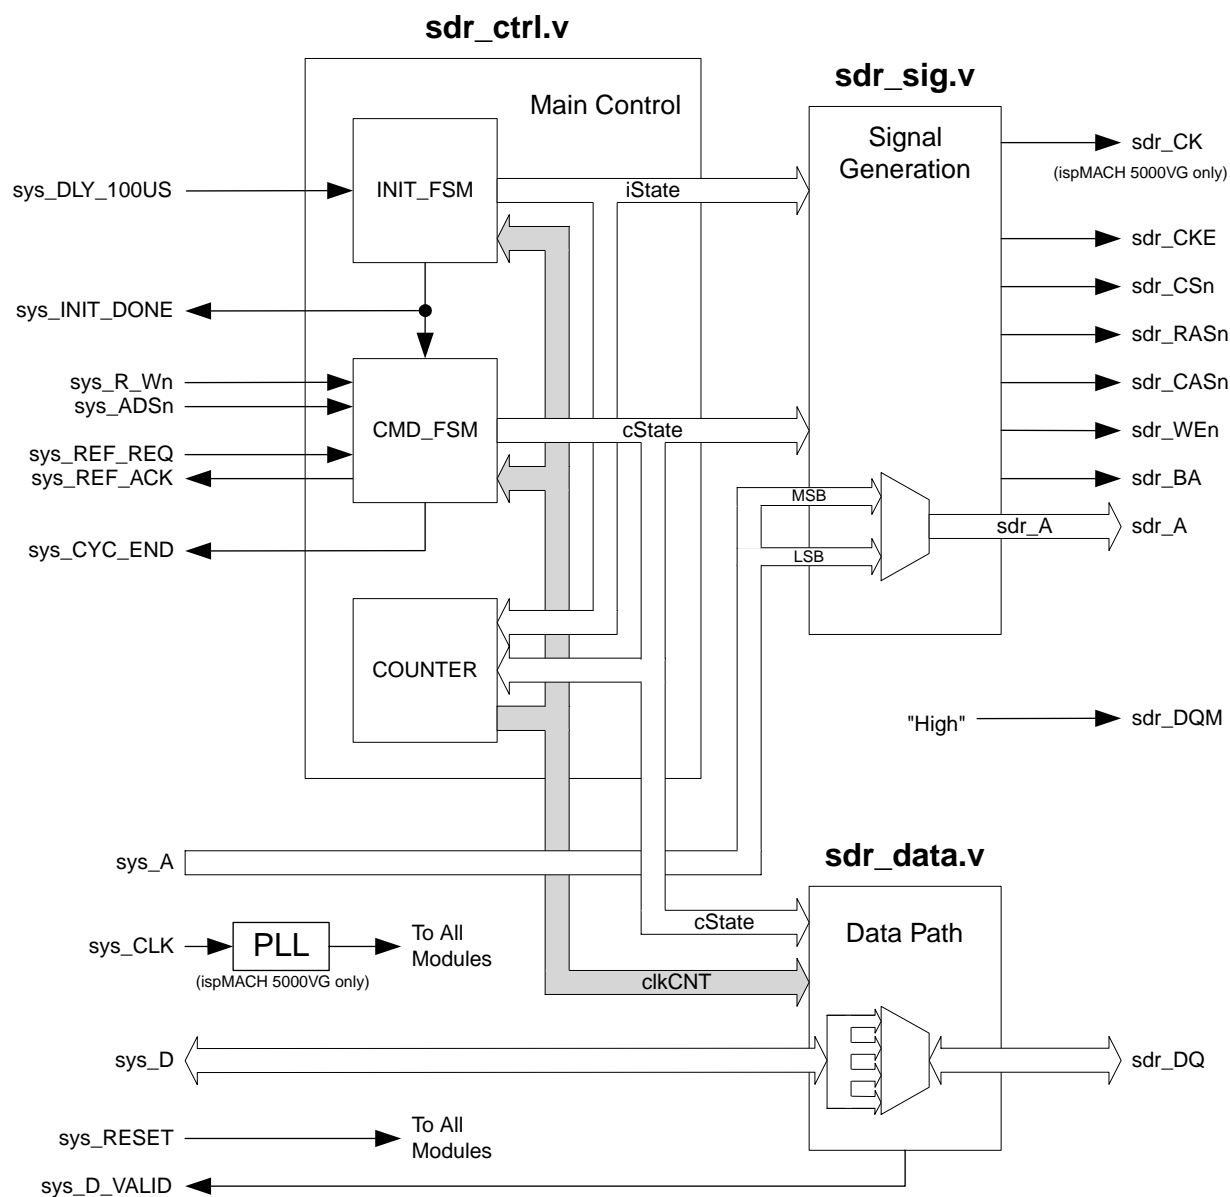 sdr_ctrl.v
sdr_sig.v
Main Control
Signal
Generation
sdr_CK
(ispMACH 5000VG only)
sys_DLY_100US
INIT_FSM
iState
sdr_CKE
sdr_CSn
sys_INIT_DONE
sdr_RASn
sys_R_Wn
sdr_CASn
sys_ADSn
CMD_FSM
cState
sdr_WEn
sys_REF_REQ
sys_REF_ACK
sdr_BA
MSB
sdr_A
sdr_A
sys_CYC_END
LSB
COUNTER
"High"
sdr_DQM
sys_A
sdr_data.v
cState
Data Path
sys_CLK
PLL
To All
Modules
(ispMACH 5000VG only)
clkCNT
sys_D
sdr_DQ
sys_RESET
To All
Modules
sys_D_VALID